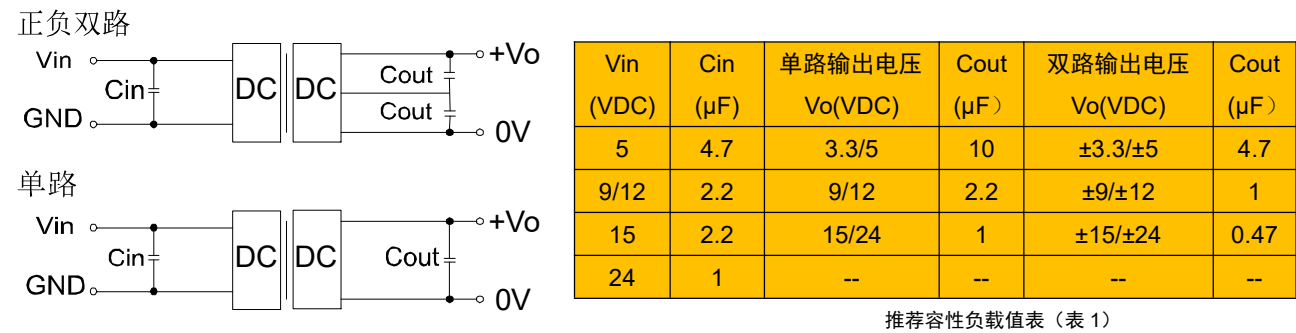 正负双路
Vin
Cin
GND
DC DC
Cout
Cout
+Vo
0V
单路
Vin
Cin
GND
DC DC
Cout
+Vo
0V
Vin (VDC) Cin (μF) 单路输出电压 Vo(VDC) Cout (μF） 双路输出电压 Vo(VDC) Cout (μF）
5 4.7 3.3/5 10 ±3.3/±5 4.7
9/12 2.2 9/12 2.2 ±9/±12 1
15 2.2 15/24 1 ±15/±24 0.47
24 1 -- -- -- --
推荐容性负载值表（表 1）